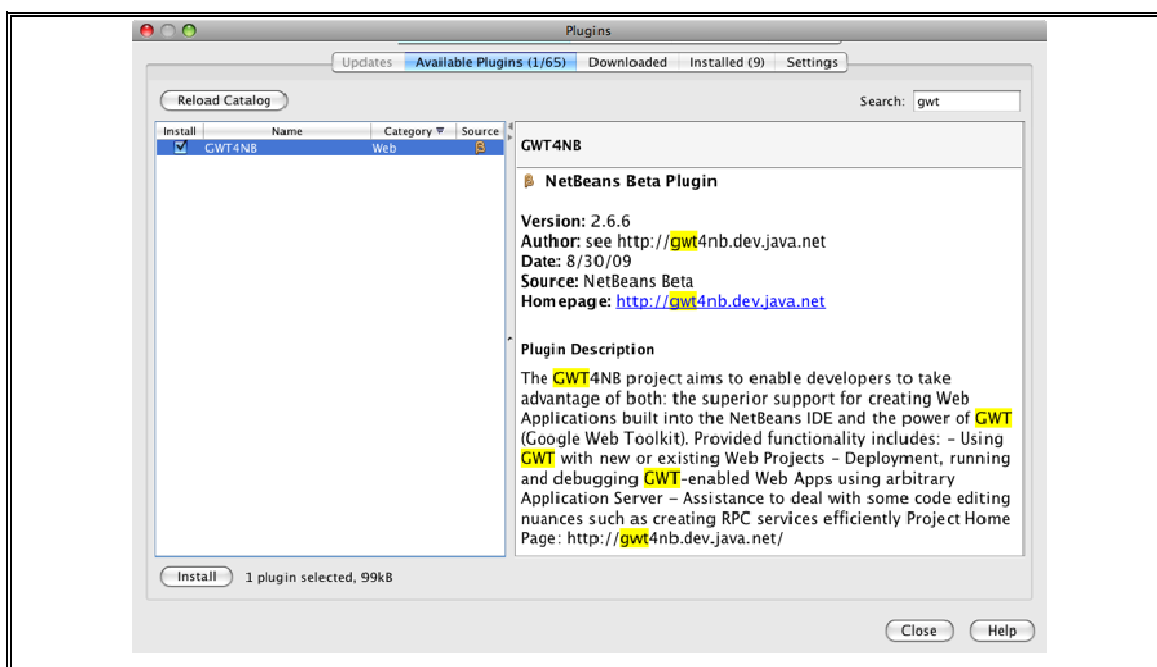 Plugins
Updates Available Plugins (1/65) Downloaded Installed (9) Settings
Reload Catalog Search: gwt
Install Name Category Source
GWT4NB Web
GWT4NB
NetBeans Beta Plugin
Version: 2.6.6
Author: see http://gwt4nb.dev.java.net
Date: 8/30/09
Source: NetBeans Beta
Homepage: http://gwt4nb.dev.java.net
Plugin Description
The GWT4NB project aims to enable developers to take
advantage of both: the superior support for creating Web
Applications built into the NetBeans IDE and the power of GWT
(Google Web Toolkit). Provided functionality includes: – Using
GWT with new or existing Web Projects – Deployment, running
and debugging GWT-enabled Web Apps using arbitrary
Application Server – Assistance to deal with some code editing
nuances such as creating RPC services efficiently Project Home
Page: http://gwt4nb.dev.java.net/
Install 1 plugin selected, 99kB
Close Help